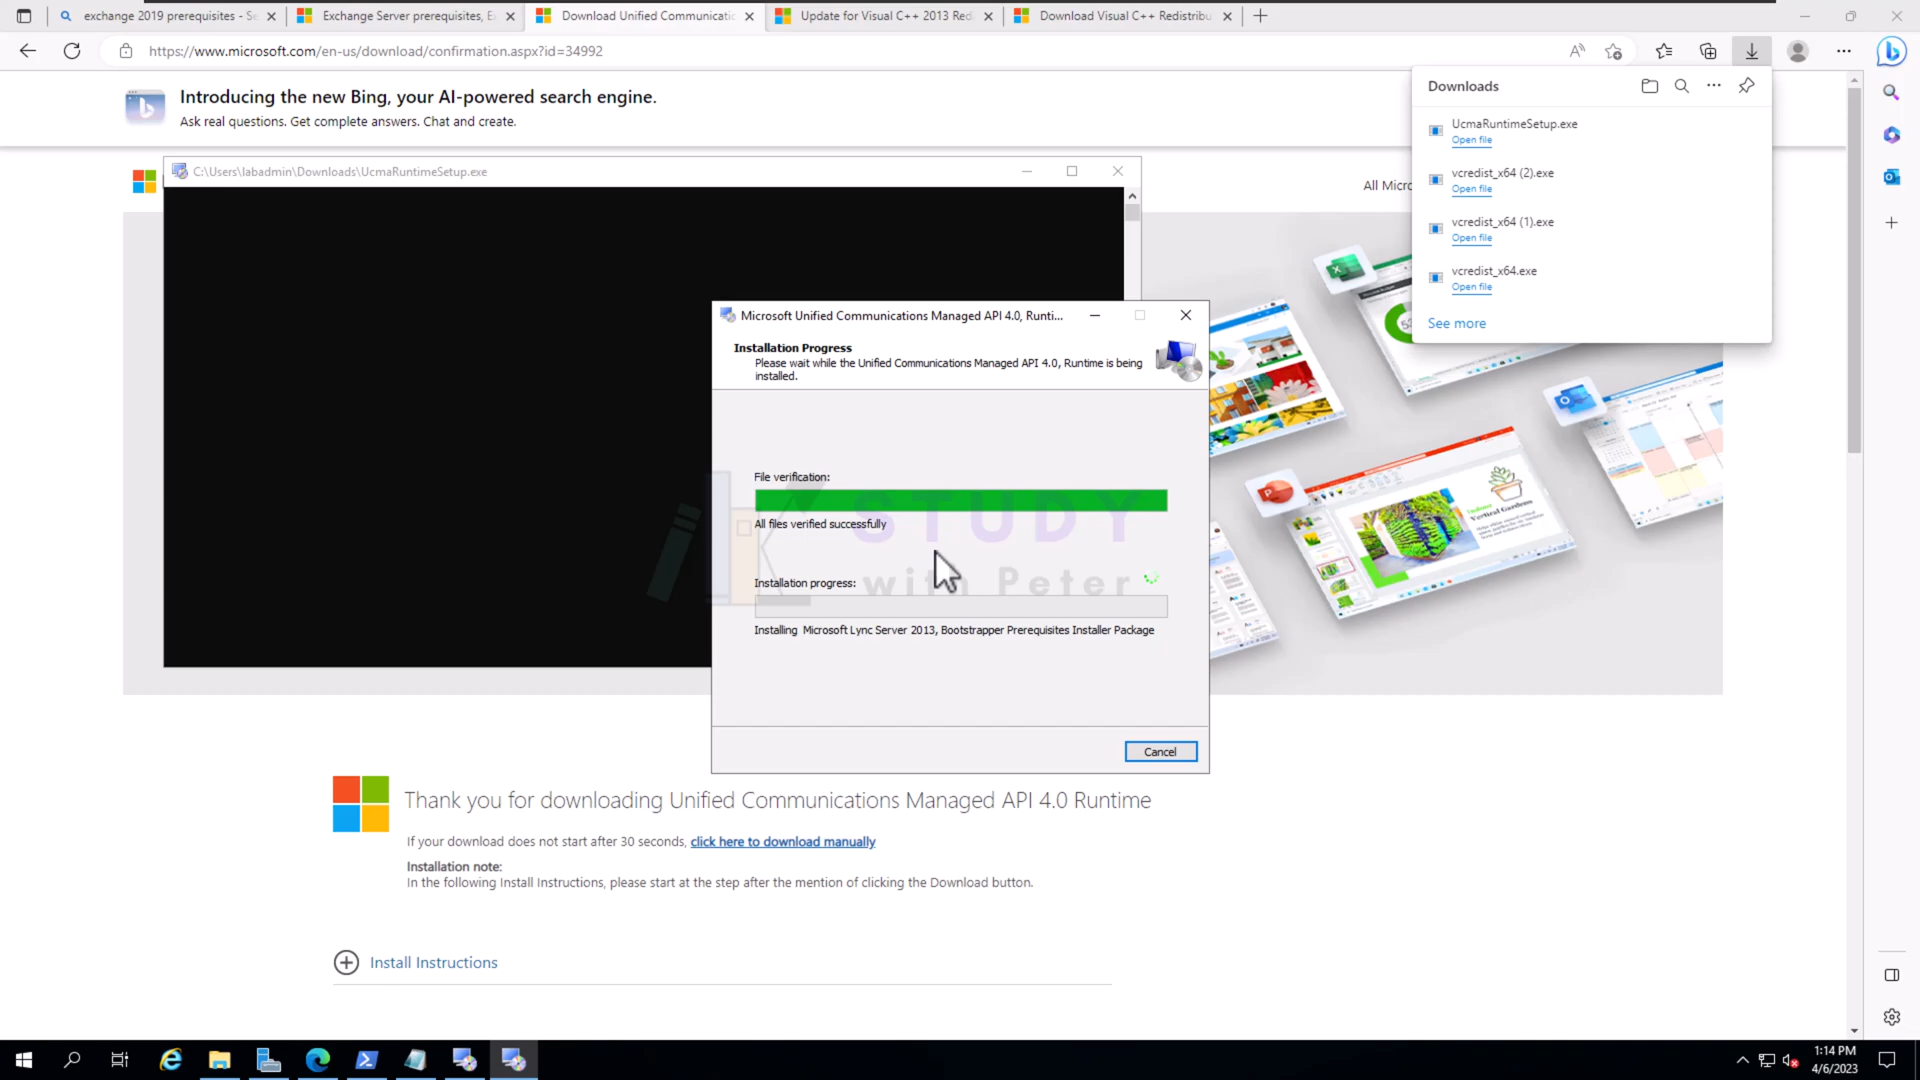 exchange 2019 prerequisites - Se
Exchange Server prerequisites, E
Download Unified Communicatio
Update for Visual C++ 2013 Red
Download Visual C++ Redistribu
https://www.microsoft.com/en-us/download/confirmation.aspx?id=34992
Introducing the new Bing, your AI-powered search engine.
Ask real questions. Get complete answers. Chat and create.
Downloads
UcmaRuntimeSetup.exe
Open file
vcredist_x64 (2).exe
Open file
vcredist_x64 (1).exe
Open file
vcredist_x64.exe
Open file
See more
All Micro
C:\Users\labadmin\Downloads\UcmaRuntimeSetup.exe
Microsoft Unified Communications Managed API 4.0, Runti...
Installation Progress
Please wait while the Unified Communications Managed API 4.0, Runtime is being
installed.
File verification:
All files verified successfully
STUDY
with Peter
Installation progress:
Installing Microsoft Lync Server 2013, Bootstrapper Prerequisites Installer Package
Cancel
Thank you for downloading Unified Communications Managed API 4.0 Runtime
If your download does not start after 30 seconds, click here to download manually
Installation note:
In the following Install Instructions, please start at the step after the mention of clicking the Download button.
Install Instructions
1:14 PM
4/6/2023